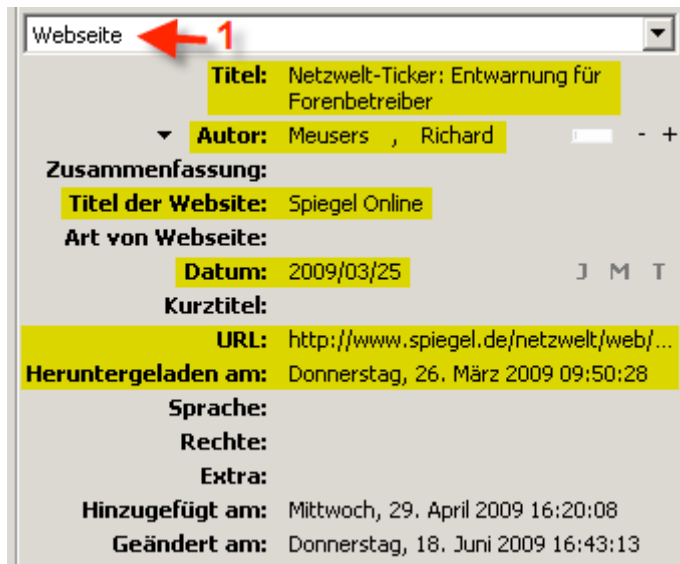 Webseite 1
Titel: Netzwelt-Ticker: Entwarnung für
Forenbetreiber
Autor: Meusers , Richard - +
Zusammenfassung:
Titel der Website: Spiegel Online
Art von Webseite:
Datum: 2009/03/25 J M T
Kurztitel:
URL: http://www.spiegel.de/netzwelt/web/...
Heruntergeladen am: Donnerstag, 26. März 2009 09:50:28
Sprache:
Rechte:
Extra:
Hinzugefügt am: Mittwoch, 29. April 2009 16:20:08
Geändert am: Donnerstag, 18. Juni 2009 16:43:13